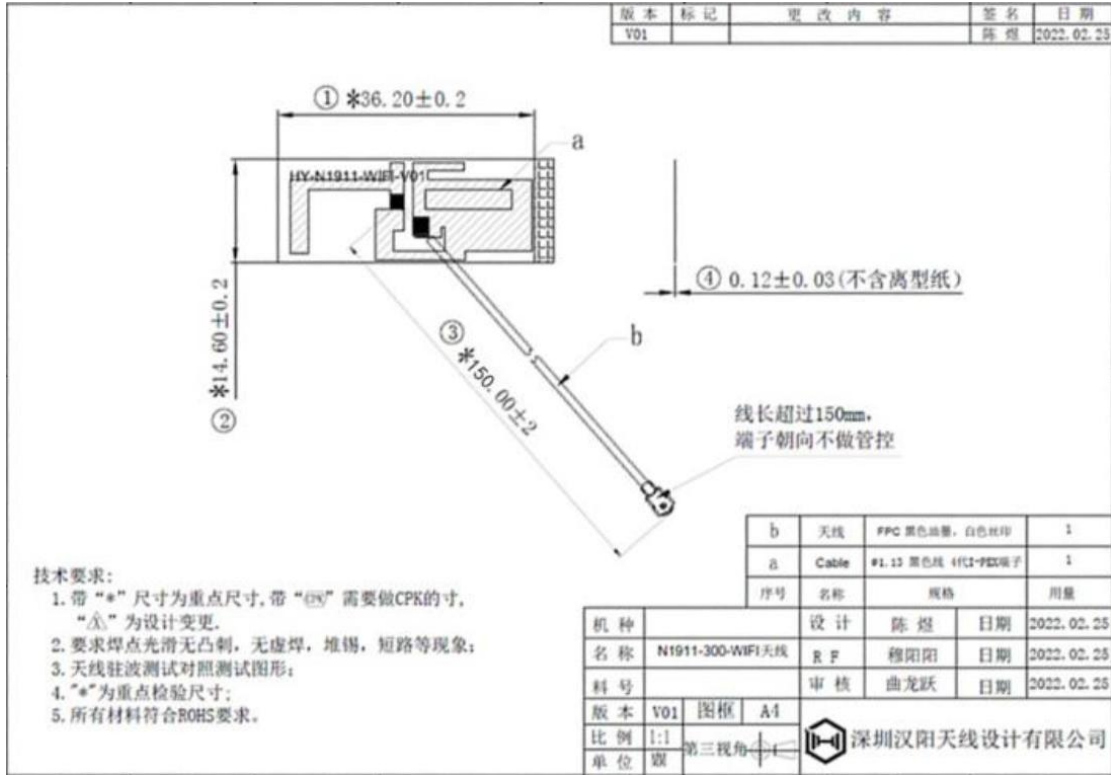 版本 标记 更改内容 签名 日期
V01 陈煜 2022.02.25
① *36.20±0.2
a
HY-N1911-WIFI-V01
② *14.60±0.2
④ 0.12±0.03(不含离型纸)
③ *150.00±2
b
线长超过150mm,
端子朝向不做管控
技术要求:
1.带“*”尺寸为重点尺寸,带“CPK”需要做CPK的寸,
“⚠”为设计变更.
2.要求焊点光滑无凸刺,无虚焊,堆锡,短路等现象;
3.天线驻波测试对照测试图形;
4."*"为重点检验尺寸;
5.所有材料符合ROHS要求。
b 天线 FPC 黑色油墨,白色丝印 1
a Cable #1.13 黑色线 4代I-PEX端子 1
序号 名称 规格 用量
机种 设计 陈煜 日期 2022.02.25
名称 N1911-300-WIFI天线 RF 穆阳阳 日期 2022.02.25
料号 审核 曲龙跃 日期 2022.02.25
版本 V01 图框 A4
比例 1:1 第三视角
单位
深圳汉阳天线设计有限公司